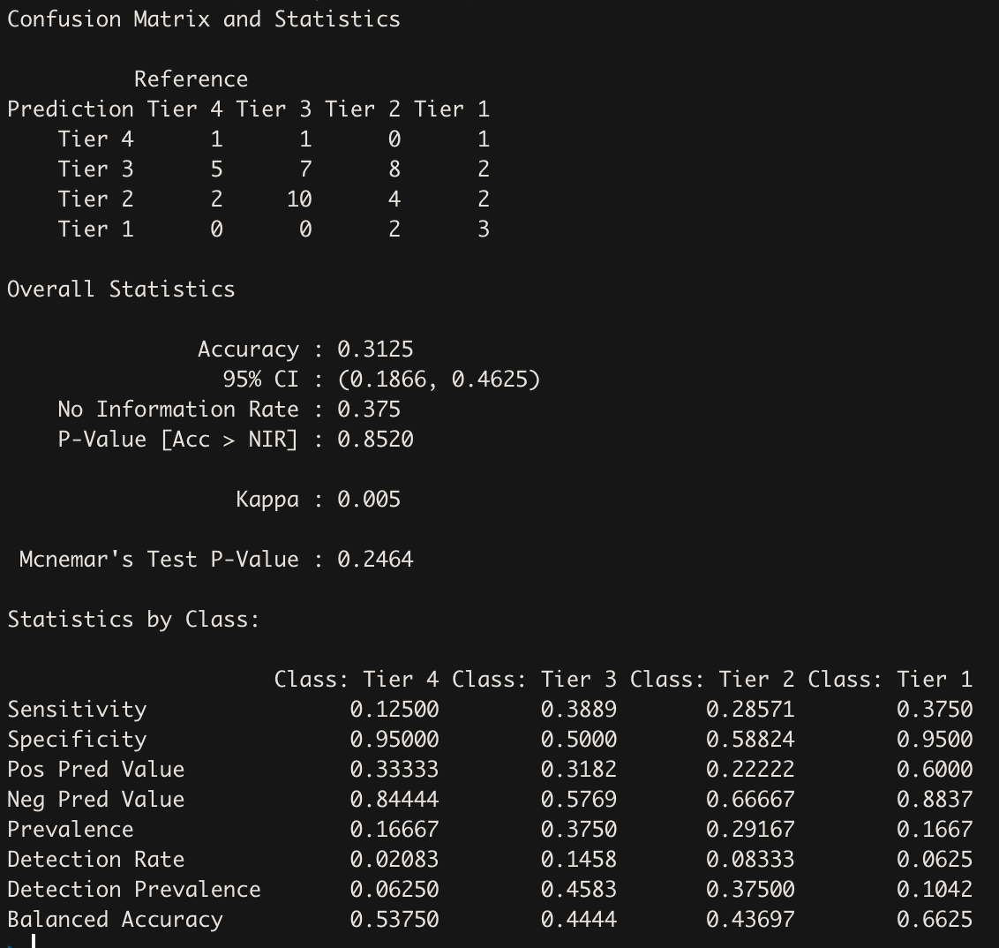 Confusion Matrix and Statistics
Reference
Prediction Tier 4 Tier 3 Tier 2 Tier 1
Tier 4 1 1 0 1
Tier 3 5 7 8 2
Tier 2 2 10 4 2
Tier 1 0 0 2 3
Overall Statistics
Accuracy : 0.3125
95% CI : (0.1866, 0.4625)
No Information Rate : 0.375
P-Value [Acc > NIR] : 0.8520
Kappa : 0.005
Mcnemar's Test P-Value : 0.2464
Statistics by Class:
Class: Tier 4 Class: Tier 3 Class: Tier 2 Class: Tier 1
Sensitivity 0.12500 0.3889 0.28571 0.3750
Specificity 0.95000 0.5000 0.58824 0.9500
Pos Pred Value 0.33333 0.3182 0.22222 0.6000
Neg Pred Value 0.84444 0.5769 0.66667 0.8837
Prevalence 0.16667 0.3750 0.29167 0.1667
Detection Rate 0.02083 0.1458 0.08333 0.0625
Detection Prevalence 0.06250 0.4583 0.37500 0.1042
Balanced Accuracy 0.53750 0.4444 0.43697 0.6625